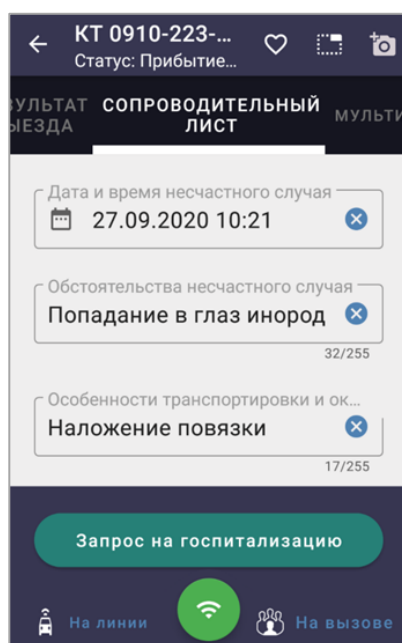 КТ 0910-223-...
Статус: Прибытие...
УЛЬТАТ
ЫЕЗДА
СОПРОВОДИТЕЛЬНЫЙ
ЛИСТ
МУЛЬТИ
Дата и время несчастного случая
27.09.2020 10:21
Обстоятельства несчастного случая
Попадание в глаз инород
32/255
Особенности транспортировки и ок...
Наложение повязки
17/255
Запрос на госпитализацию
На линии
На вызове